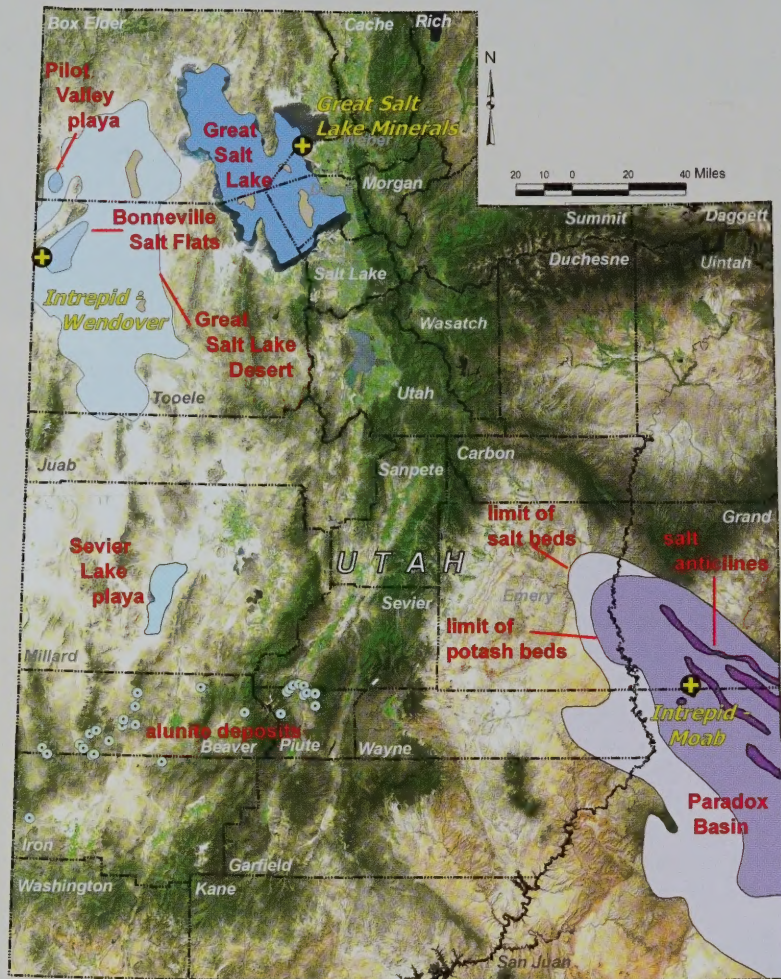 Box Elder
Cache
Rich
Pilot
Valley
playa
Great Salt
Lake Minerals
Weber
Great
Salt
Lake
N
20 10 0 20 40 Miles
Morgan
Summit
Daggett
Bonneville
Salt Flats
Duchesne
Uintah
Salt Lake
Intrepid -
Wendover
Great
Salt Lake
Desert
Wasatch
Tooele
Utah
Juab
Sanpete
Carbon
Grand
limit of
salt beds
salt
anticlines
Sevier
Lake
playa
UTAH
Sevier
Emery
limit of
potash beds
Millard
Intrepid -
Moab
alunite deposits
Beaver
Piute
Wayne
Paradox
Basin
Iron
Garfield
Washington
Kane
San Juan